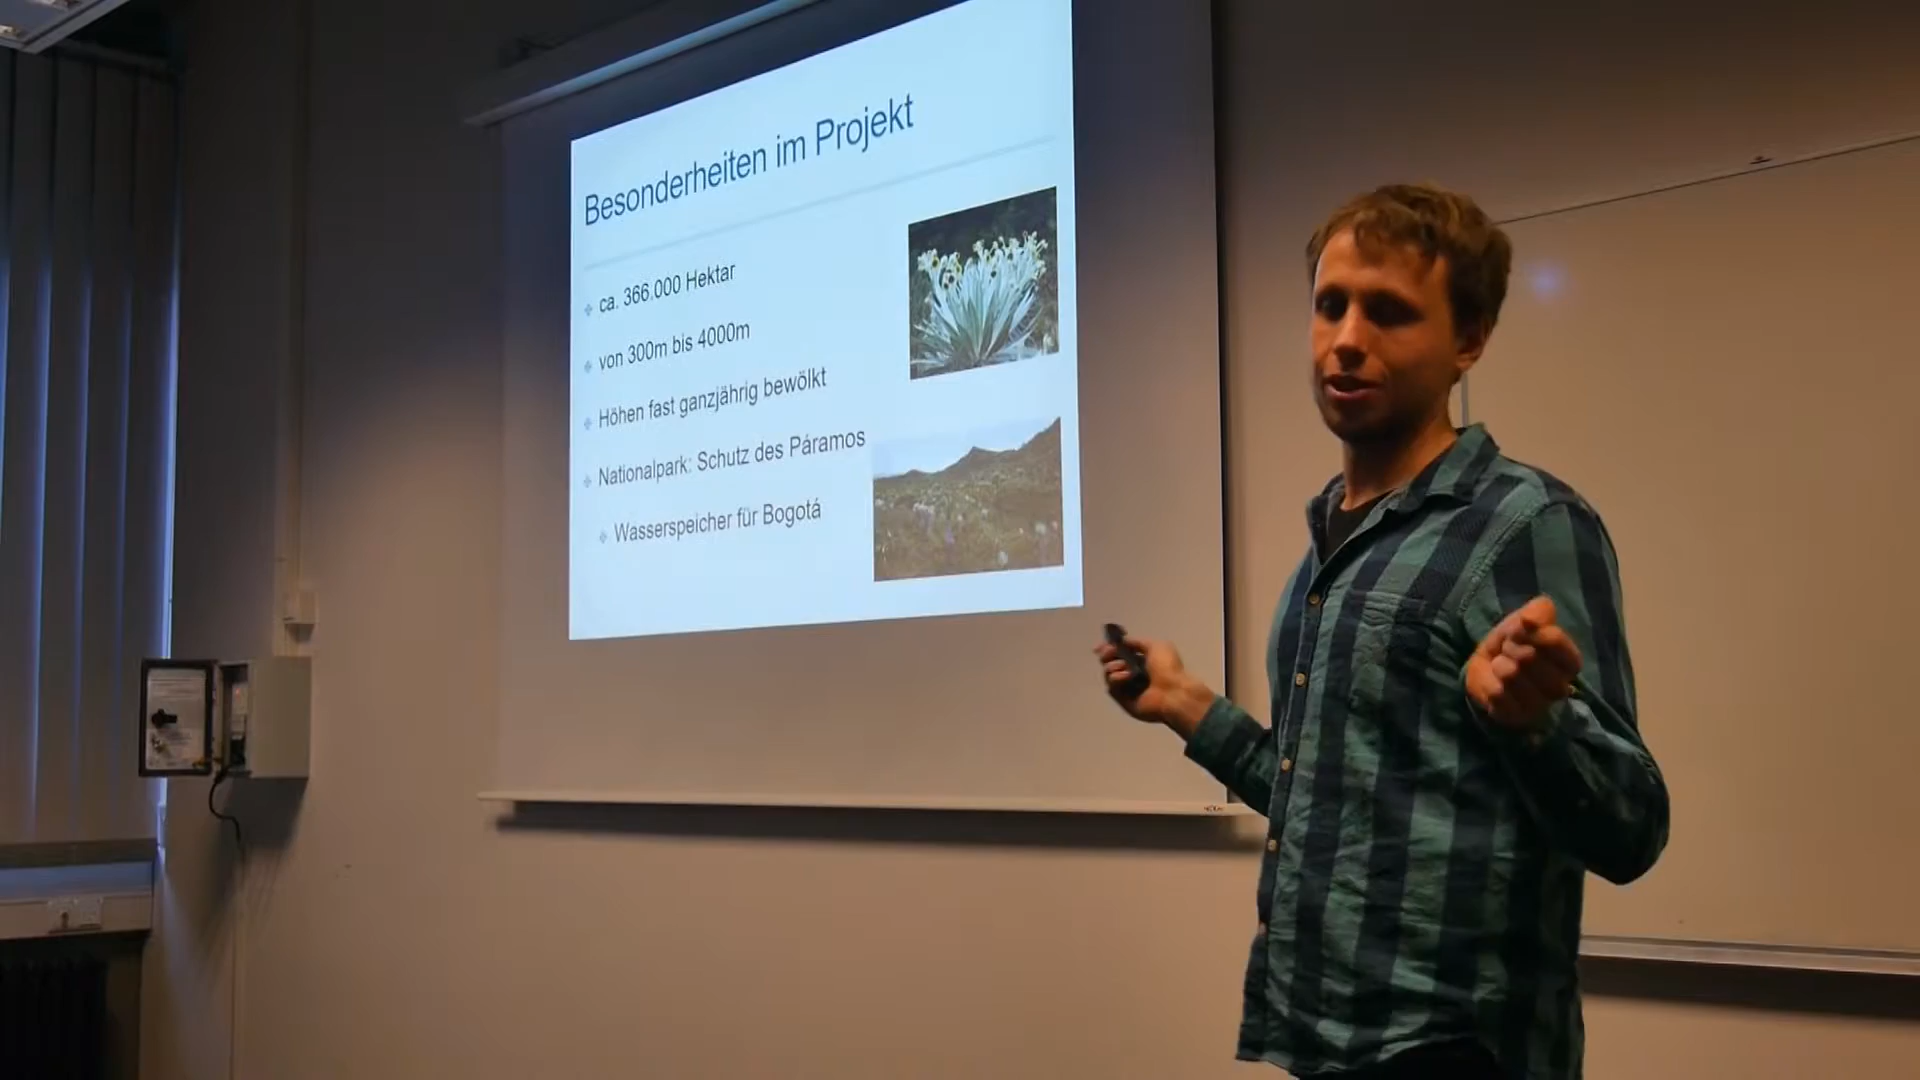 Besonderheiten im Projekt
ca. 366.000 Hektar
von 300m bis 4000m
Höhen fast ganzjährig bewölkt
Nationalpark: Schutz des Páramos
Wasserspeicher für Bogotá